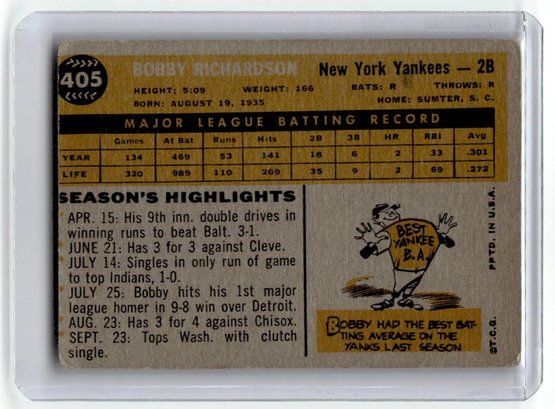 405
BOBBY RICHARDSON
New York Yankees — 2B
HEIGHT: 5:09 WEIGHT: 166 BATS: R THROWS: R
BORN: AUGUST 19, 1935 HOME: SUMTER, S. C.
MAJOR LEAGUE BATTING RECORD
Games At Bat Runs Hits 2B 3B HR RBI Avg
YEAR 134 469 53 141 18 6 2 33 .301
LIFE 320 989 110 269 35 9 2 69 .272
SEASON'S HIGHLIGHTS
APR. 15: His 9th inn. double drives in
winning runs to beat Balt. 3-1.
JUNE 21: Has 3 for 3 against Cleve.
JULY 14: Singles in only run of game
to top Indians, 1-0.
JULY 25: Bobby hits his 1st major
league homer in 9-8 win over Detroit.
AUG. 23: Has 3 for 4 against Chisox.
SEPT. 23: Tops Wash. with clutch
single.
BEST
YANKEE
B.A.
BOBBY HAD THE BEST BAT-
TING AVERAGE ON THE
YANKS LAST SEASON
©T.C.G. PRTD. IN U.S.A.